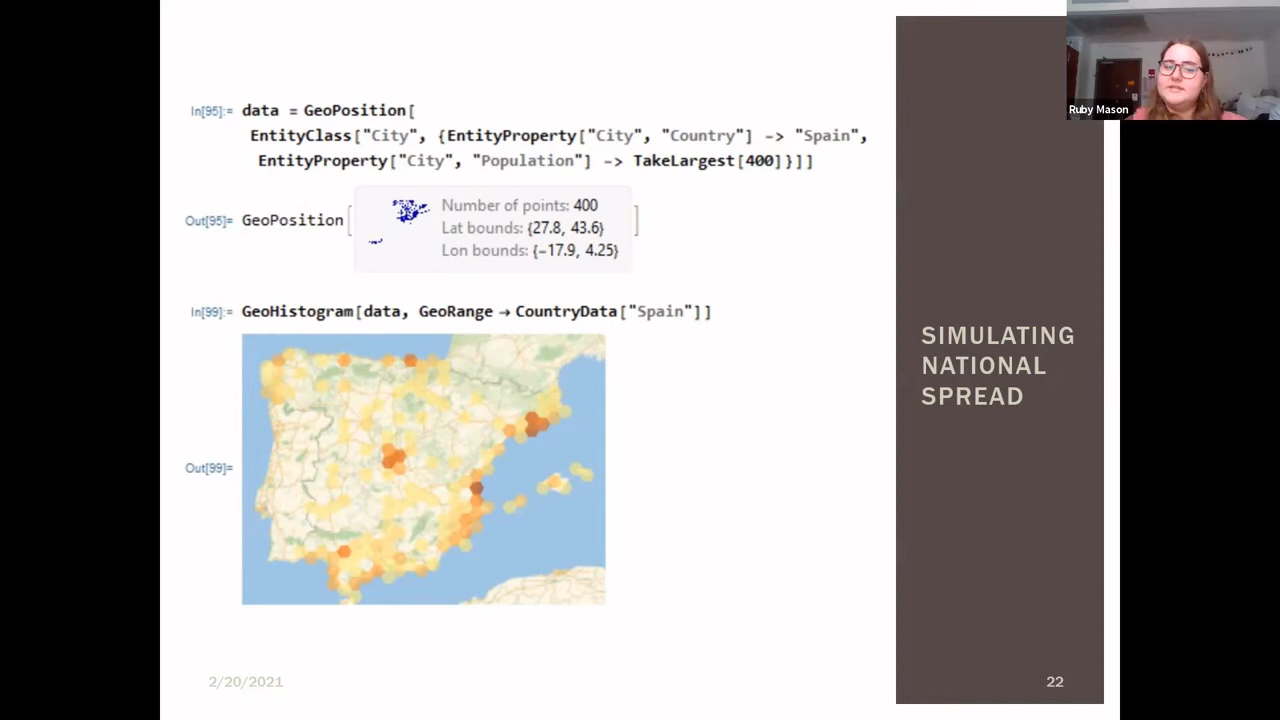 In[95]:= data = GeoPosition[
EntityClass["City", {EntityProperty["City", "Country"] -> "Spain",
EntityProperty["City", "Population"] -> TakeLargest[400]}]]
Out[95]= GeoPosition[
Number of points: 400
Lat bounds: {27.8, 43.6}
Lon bounds: {-17.9, 4.25}
]
In[99]:= GeoHistogram[data, GeoRange → CountryData["Spain"]]
Out[99]=
SIMULATING
NATIONAL
SPREAD
Ruby Mason
2/20/2021
22